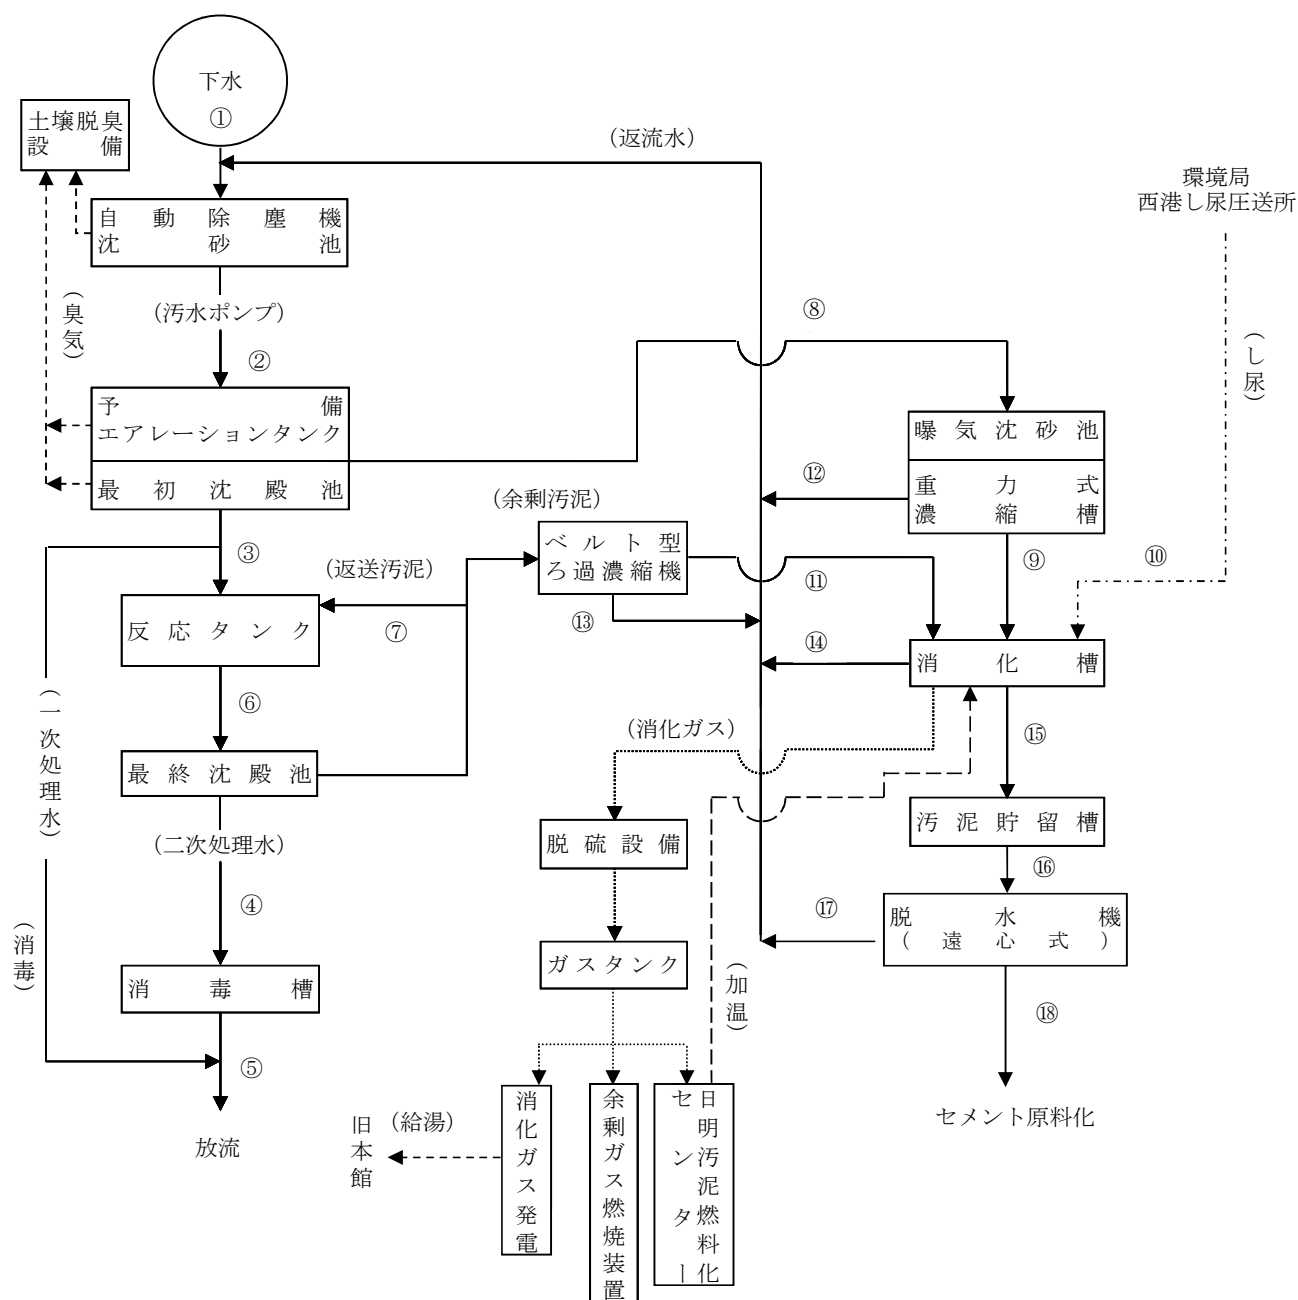 下水
①
土壌脱臭
設備
(返流水)
環境局
西港し尿圧送所
自動除塵機
沈砂池
(臭気)
(汚水ポンプ)
②
⑧
(し尿)
予備
エアレーションタンク
最初沈殿池
曝気沈砂池
重力式
濃縮槽
⑫
(余剰汚泥)
③
(返送汚泥)
ベルト型
ろ過濃縮機
⑨
⑩
⑪
⑬
反応タンク
⑦
⑭
消化槽
⑥
(一次処理水)
(消化ガス)
⑮
最終沈殿池
汚泥貯留槽
(二次処理水)
脱硫設備
⑯
④
⑰
脱水機
(遠心式)
(消毒)
ガスタンク
(加温)
消毒槽
⑱
⑤
放流
旧本館
(給湯)
消化ガス発電
余剰ガス燃焼装置
日明汚泥燃料化
センター
セメント原料化